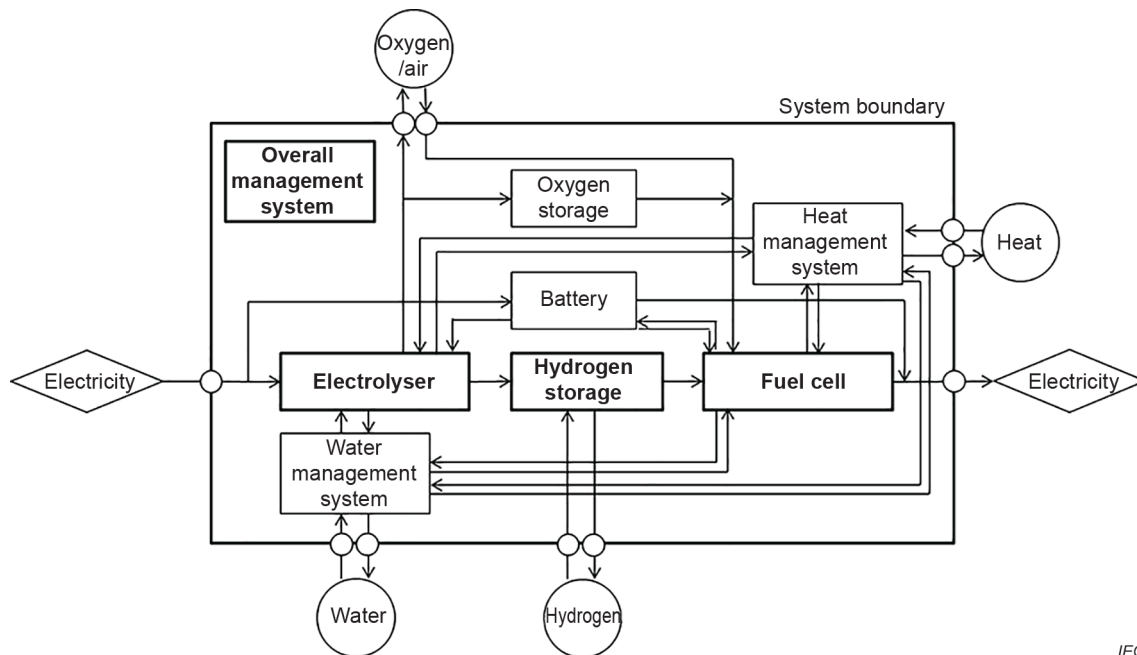 Oxygen
/air
System boundary
Overall
management
system
Oxygen
storage
Heat
management
system
Heat
Battery
Electricity
Electrolyser
Hydrogen
storage
Fuel cell
Electricity
Water
management
system
Water
Hydrogen